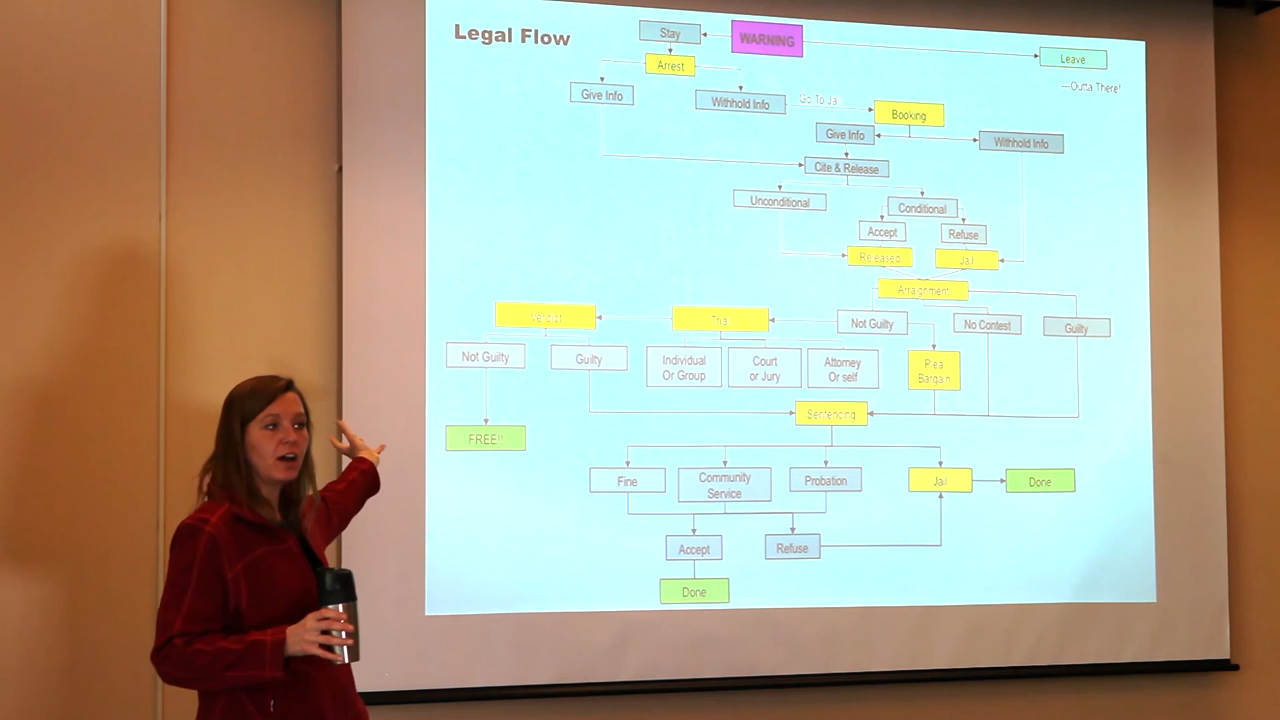 Legal Flow
Stay
WARNING
Leave
---Outta There!
Arrest
Give Info
Withhold Info
Go To Ja
Booking
Give Info
Withhold Info
Cite & Release
Unconditional
Conditional
Accept
Refuse
Released
Jail
Arraignment
Verdict
Trial
Not Guilty
No Contest
Guilty
Not Guilty
Guilty
Individual
Or Group
Court
or Jury
Attorney
Or self
Plea
Bargain
Sentencing
FREE!!
Fine
Community
Service
Probation
Jail
Done
Accept
Refuse
Done